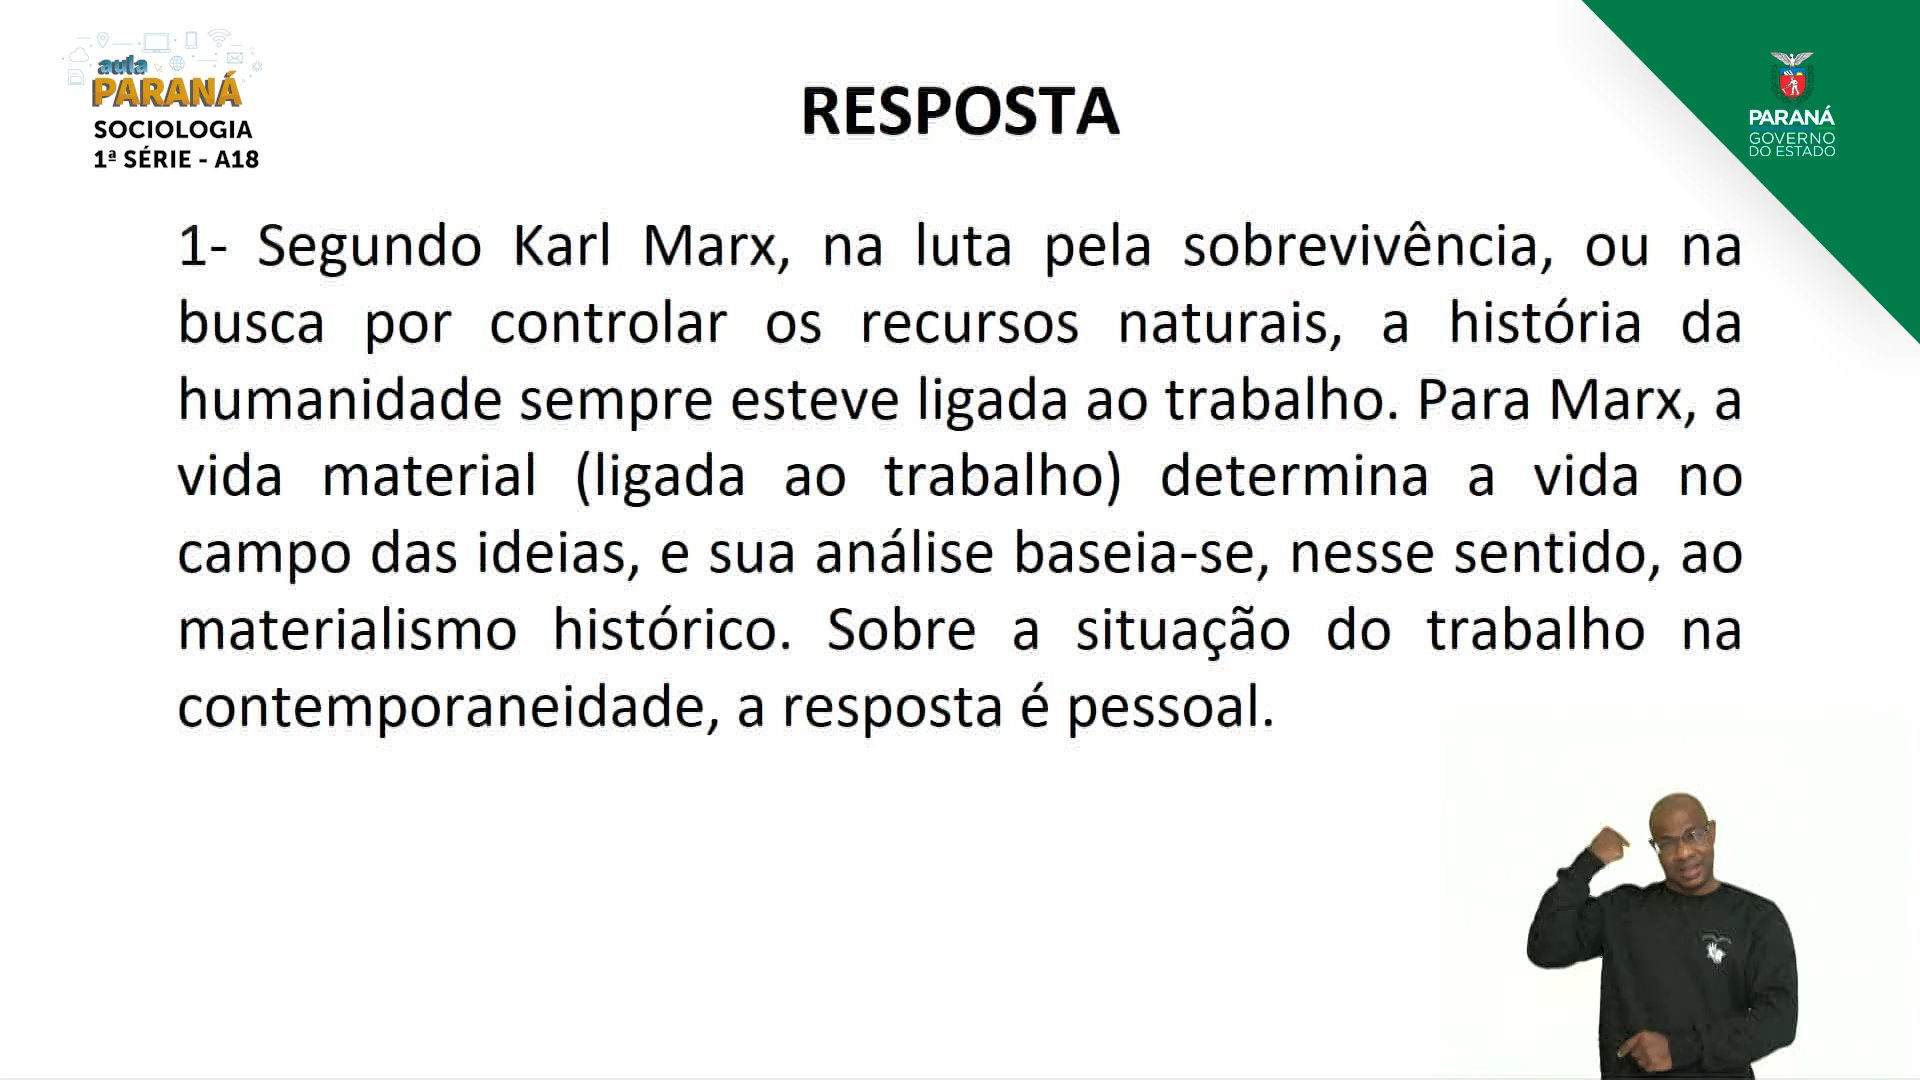 aula
PARANÁ
SOCIOLOGIA
1ª SÉRIE - A18
RESPOSTA
PARANÁ
GOVERNO
DO ESTADO
1- Segundo Karl Marx, na luta pela sobrevivência, ou na
busca por controlar os recursos naturais, a história da
humanidade sempre esteve ligada ao trabalho. Para Marx, a
vida material (ligada ao trabalho) determina a vida no
campo das ideias, e sua análise baseia-se, nesse sentido, ao
materialismo histórico. Sobre a situação do trabalho na
contemporaneidade, a resposta é pessoal.